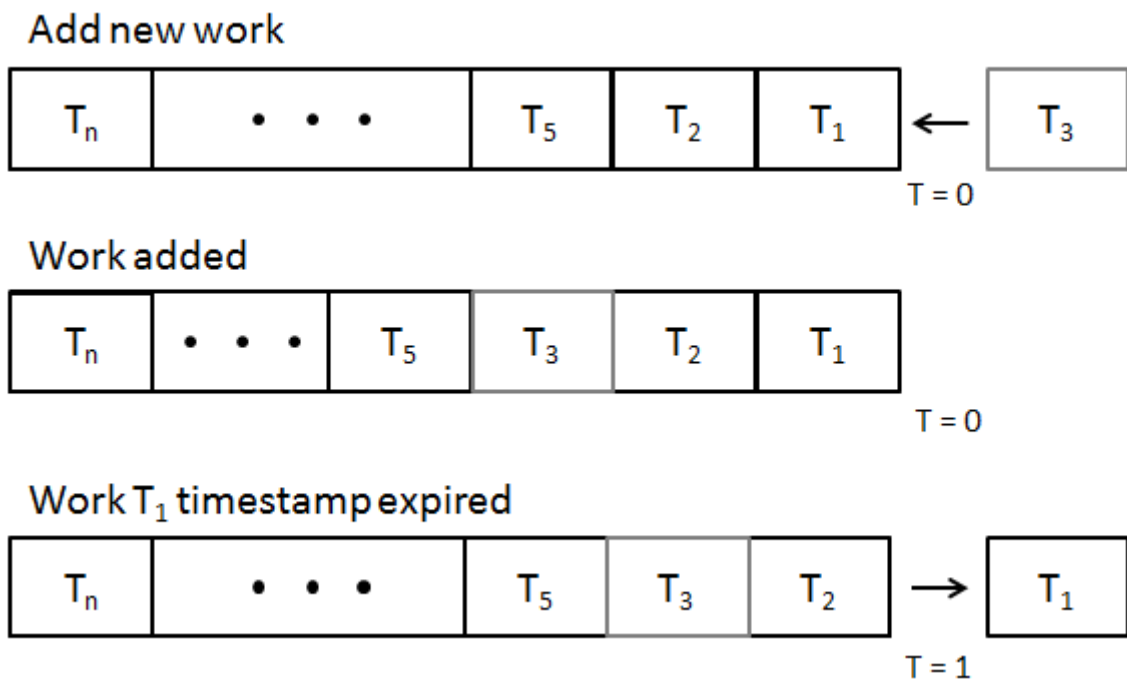 Add new work
Tₙ • • • T₅ T₂ T₁ ← T₃
T = 0
Work added
Tₙ • • • T₅ T₃ T₂ T₁
T = 0
Work T₁ timestamp expired
Tₙ • • • T₅ T₃ T₂ → T₁
T = 1